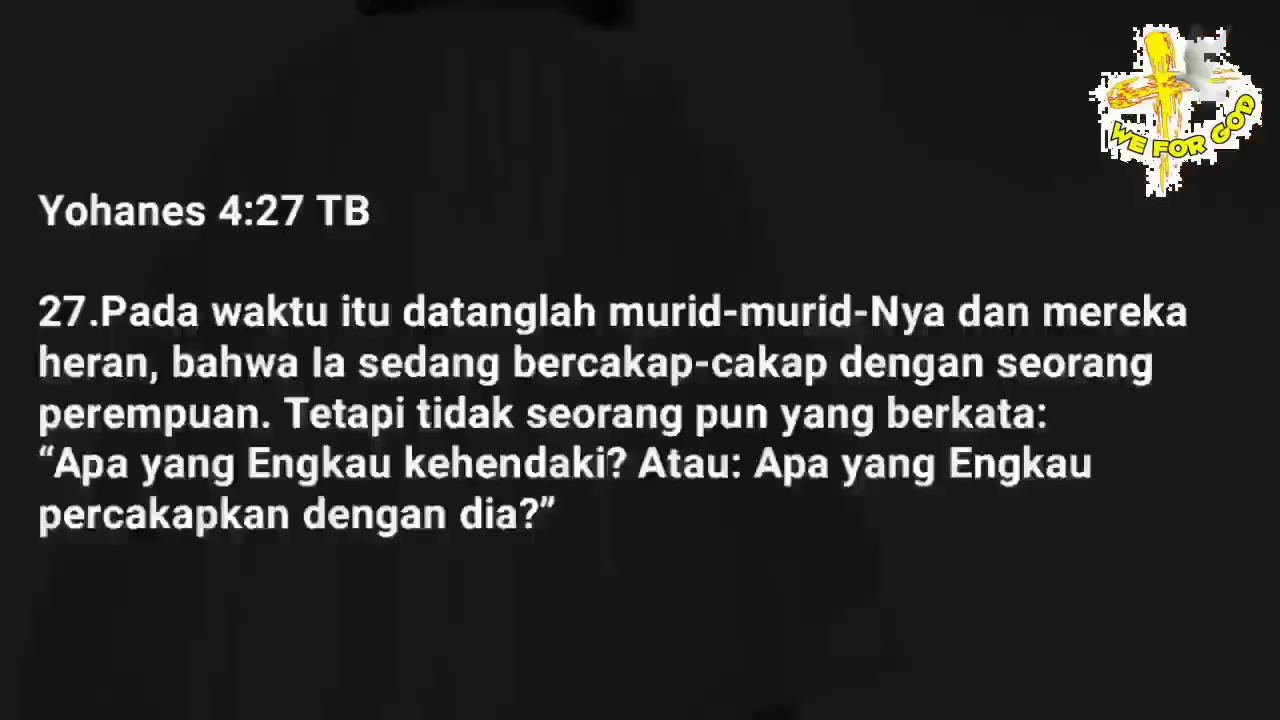 WE FOR GOD
Yohanes 4:27 TB
27.Pada waktu itu datanglah murid-murid-Nya dan mereka
heran, bahwa Ia sedang bercakap-cakap dengan seorang
perempuan. Tetapi tidak seorang pun yang berkata:
“Apa yang Engkau kehendaki? Atau: Apa yang Engkau
percakapkan dengan dia?”